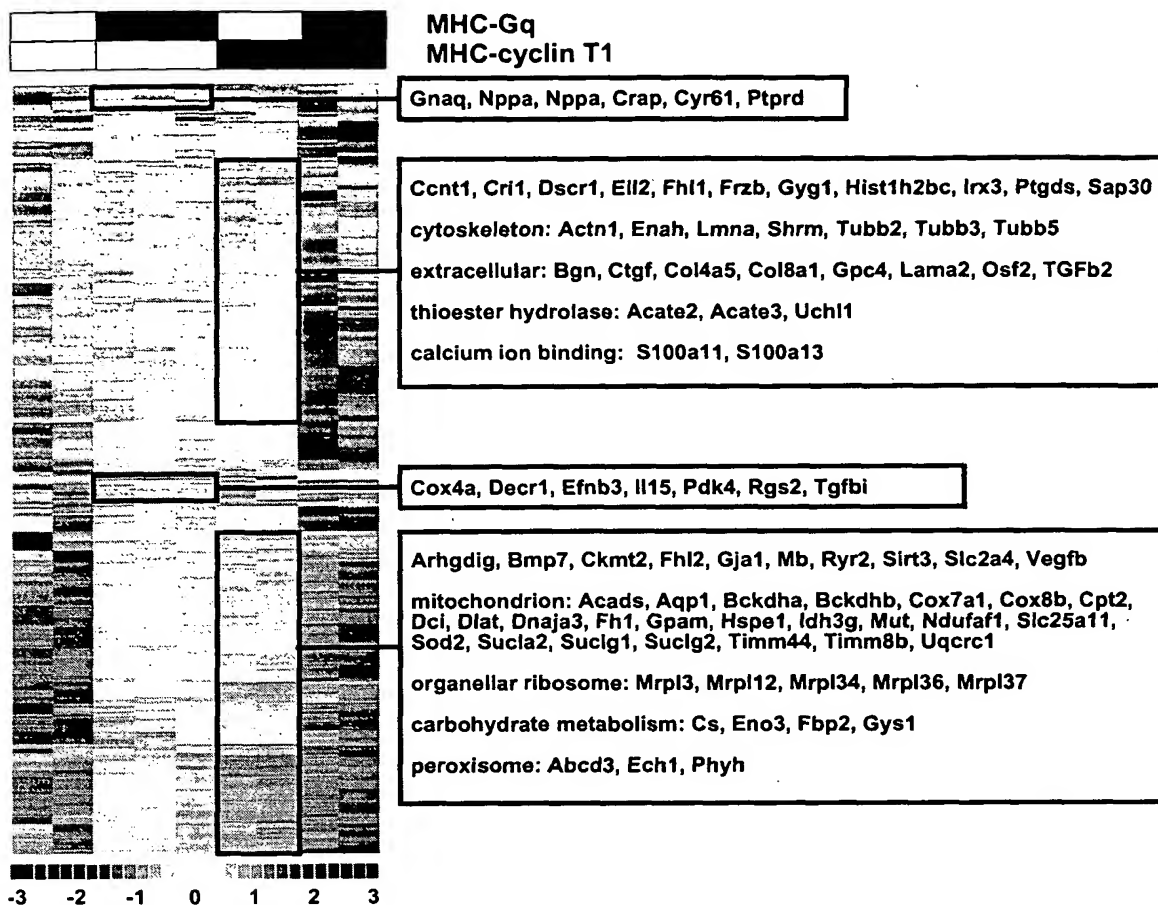 MHC-Gq
MHC-cyclin T1
Gnaq, Nppa, Nppa, Crap, Cyr61, Ptprd
Ccnt1, Cri1, Dscr1, Ell2, Fhl1, Frzb, Gyg1, Hist1h2bc, Irx3, Ptgds, Sap30
cytoskeleton: Actn1, Enah, Lmna, Shrm, Tubb2, Tubb3, Tubb5
extracellular: Bgn, Ctgf, Col4a5, Col8a1, Gpc4, Lama2, Osf2, TGFb2
thioester hydrolase: Acate2, Acate3, Uchl1
calcium ion binding: S100a11, S100a13
Cox4a, Decr1, Efnb3, Il15, Pdk4, Rgs2, Tgfbi
Arhgdig, Bmp7, Ckmt2, Fhl2, Gja1, Mb, Ryr2, Sirt3, Slc2a4, Vegfb
mitochondrion: Acads, Aqp1, Bckdha, Bckdhb, Cox7a1, Cox8b, Cpt2,
Dci, Dlat, Dnaja3, Fh1, Gpam, Hspe1, Idh3g, Mut, Ndufaf1, Slc25a11,
Sod2, Sucla2, Suclg1, Suclg2, Timm44, Timm8b, Uqcrc1
organellar ribosome: Mrpl3, Mrpl12, Mrpl34, Mrpl36, Mrpl37
carbohydrate metabolism: Cs, Eno3, Fbp2, Gys1
peroxisome: Abcd3, Ech1, Phyh
-3 -2 -1 0 1 2 3